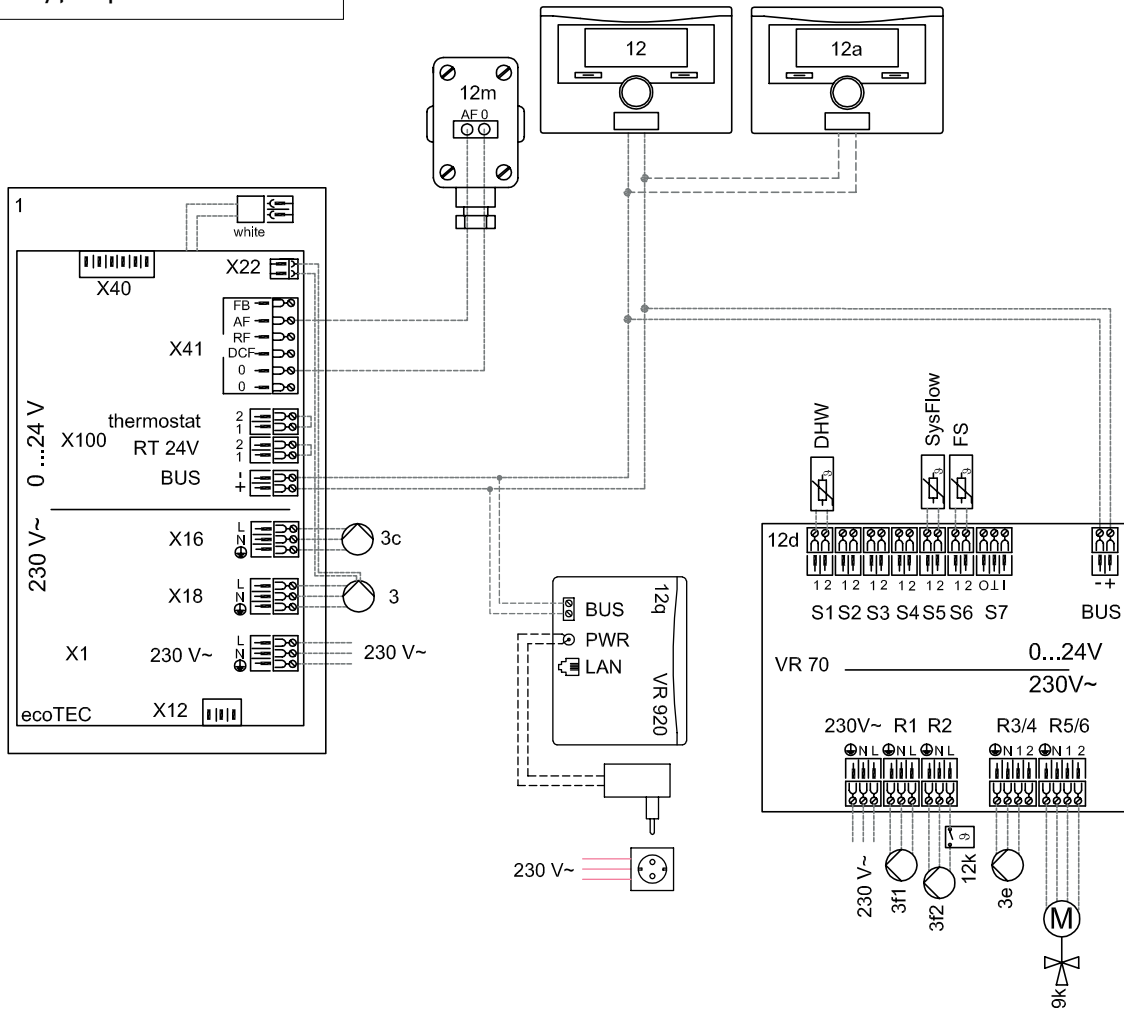 12
12a
12m
AF 0
1
white
X40
X22
FB
AF
RF
DCF
0
0
X41
0 ...24 V
X100
thermostat
2
1
RT 24V
2
1
BUS
-
+
230 V~
X16
L
N
3c
X18
L
N
3
X1
230 V~
L
N
230 V~
X12
ecoTEC
12q
BUS
PWR
LAN
VR 920
230 V~
DHW
SysFlow
FS
12d
1 2 1 2 1 2 1 2 1 2 1 2
S1 S2 S3 S4 S5 S6 S7
- +
BUS
VR 70
0...24V
230V~
230V~ R1 R2 R3/4 R5/6
N L N L N L N 1 2 N 1 2
230 V~
3f1
3f2
12k
3e
M
9k